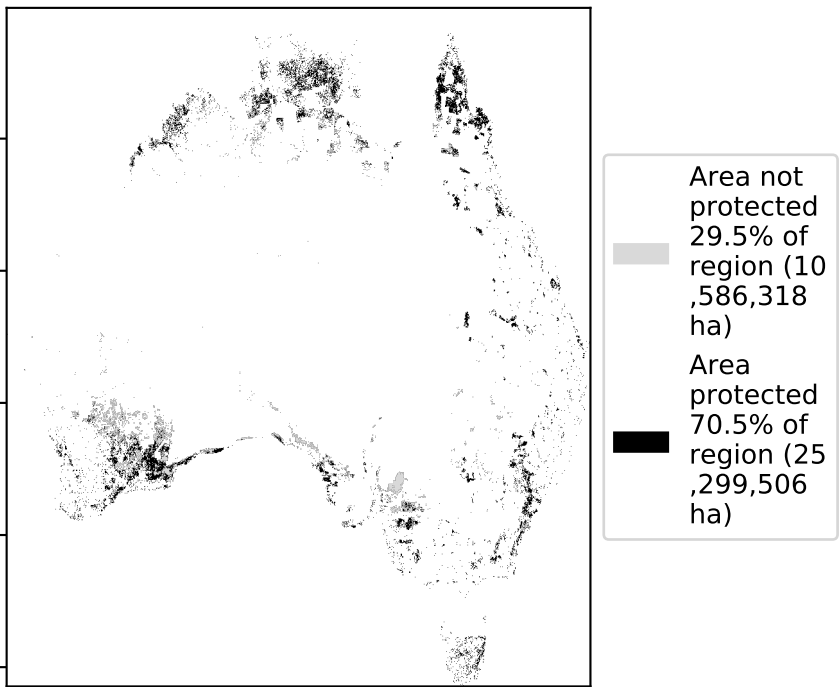 Area not
protected
29.5% of
region (10
,586,318
ha)
Area
protected
70.5% of
region (25
,299,506
ha)